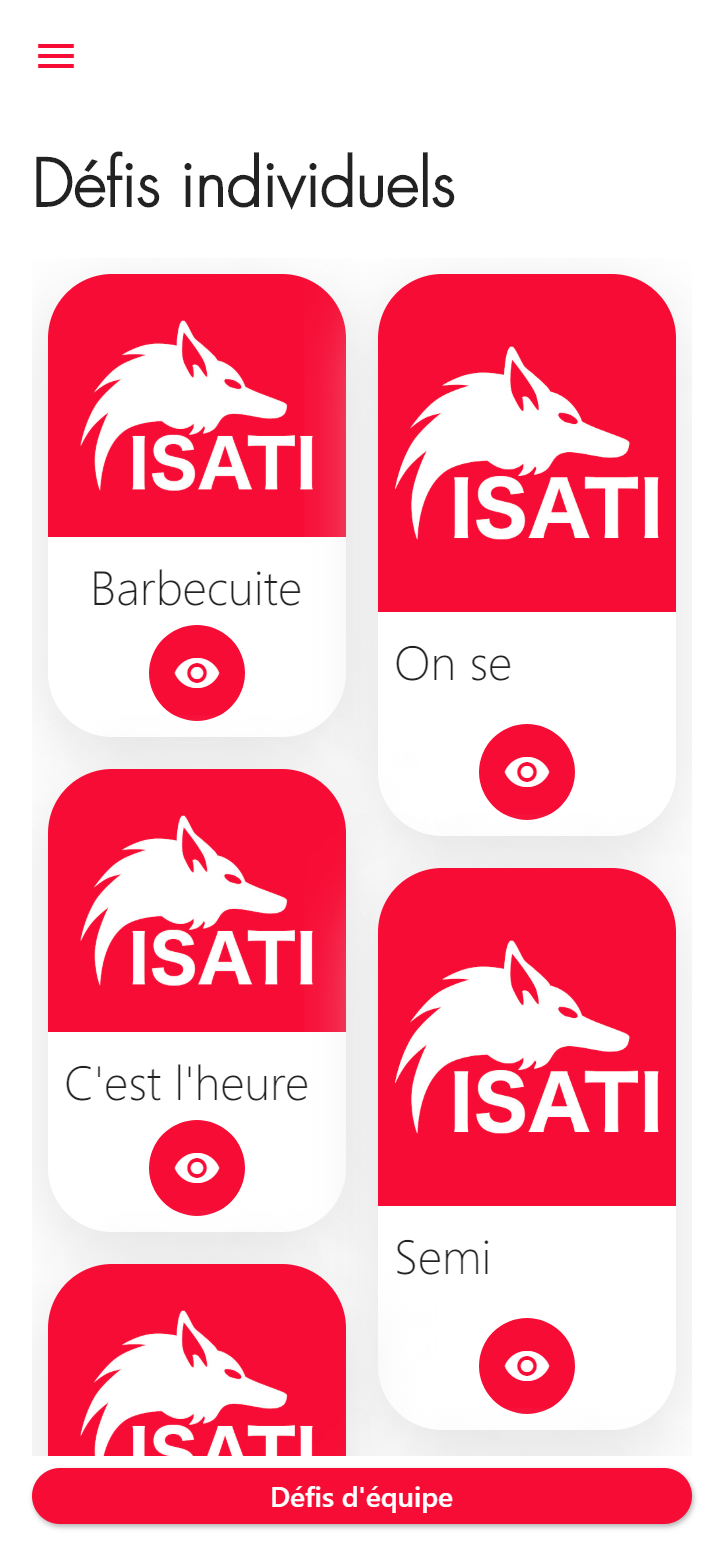 Défis individuels
ISATI
Barbecuite
ISATI
On se
ISATI
C'est l'heure
ISATI
Semi
ISATI
Défis d'équipe